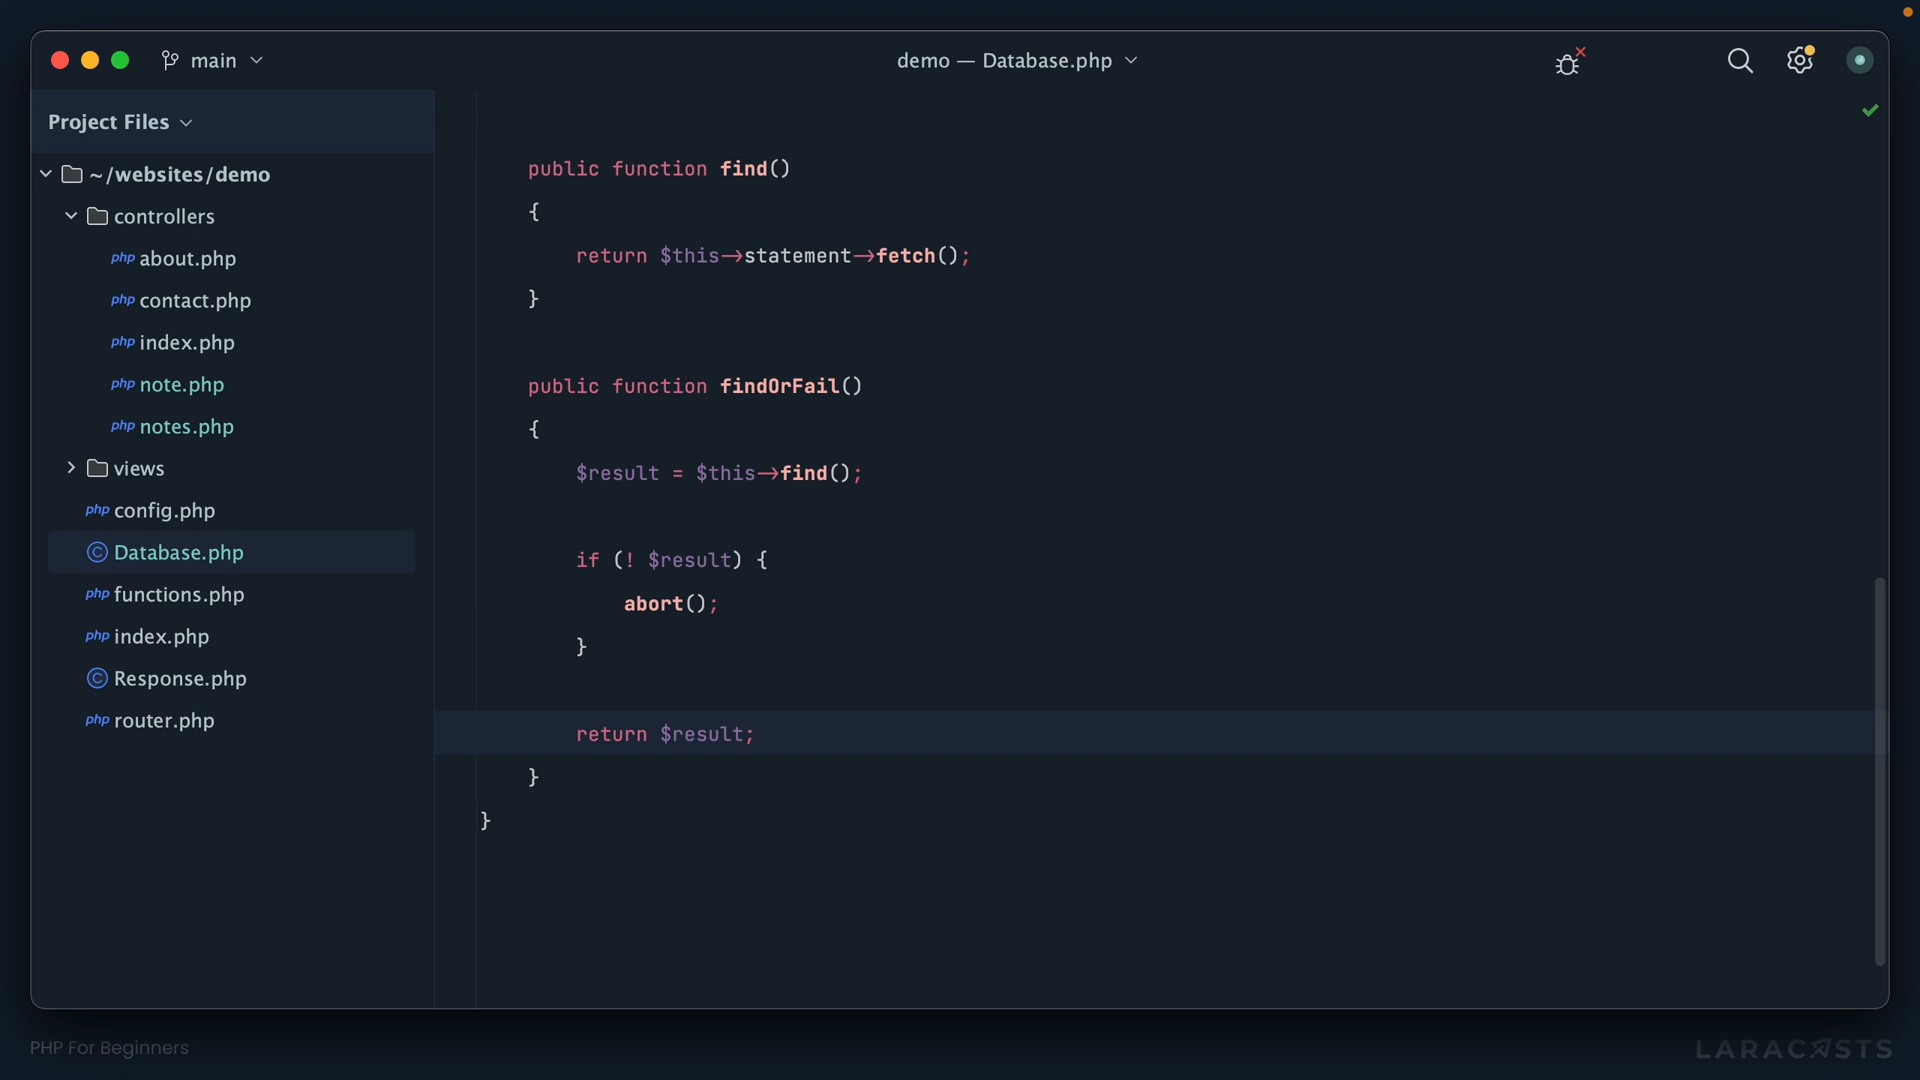 main
demo — Database.php
Project Files
~/websites/demo
controllers
php about.php
php contact.php
php index.php
php note.php
php notes.php
views
php config.php
C Database.php
php functions.php
php index.php
C Response.php
php router.php
public function find()
{
return $this->statement->fetch();
}
public function findOrFail()
{
$result = $this->find();
if (! $result) {
abort();
}
return $result;
}
}
PHP For Beginners
LARACASTS